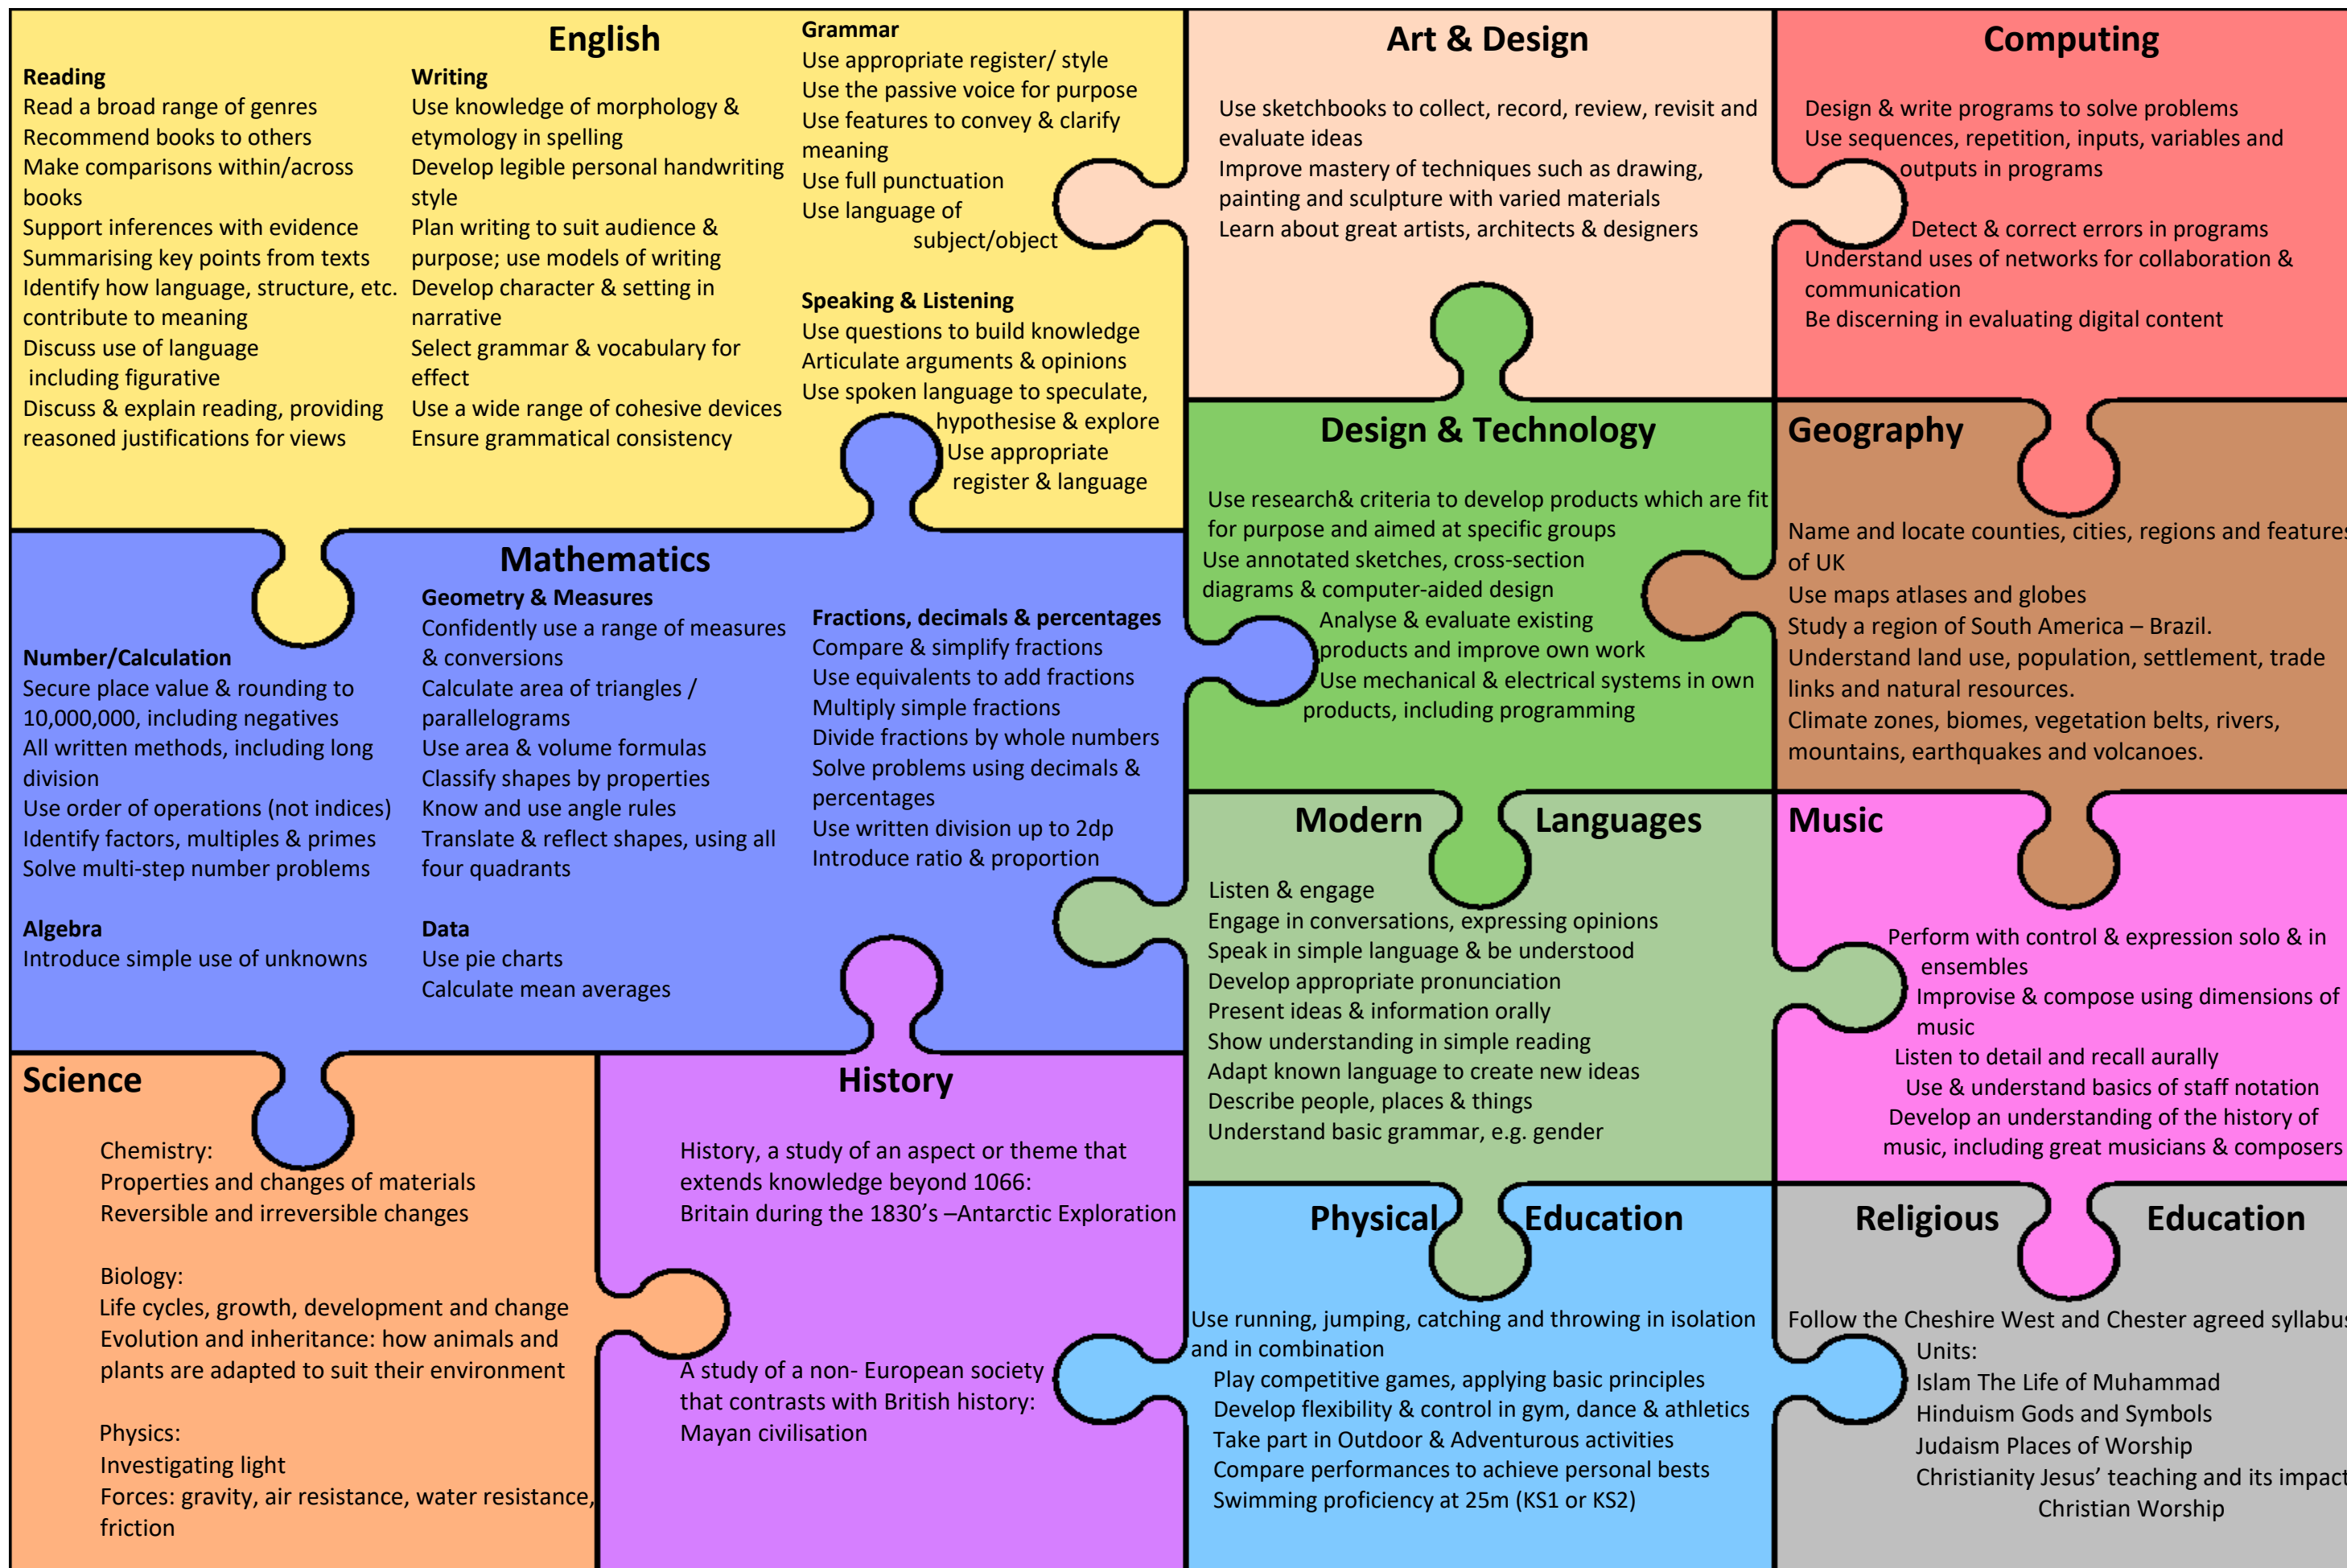 English
Reading
Read a broad range of genres
Recommend books to others
Make comparisons within/across
books
Support inferences with evidence
Summarising key points from texts
Identify how language, structure, etc.
contribute to meaning
Discuss use of language
including figurative
Discuss & explain reading, providing
reasoned justifications for views
Writing
Use knowledge of morphology &
etymology in spelling
Develop legible personal handwriting
style
Plan writing to suit audience &
purpose; use models of writing
Develop character & setting in
narrative
Select grammar & vocabulary for
effect
Use a wide range of cohesive devices
Ensure grammatical consistency
Grammar
Use appropriate register/ style
Use the passive voice for purpose
Use features to convey & clarify
meaning
Use full punctuation
Use language of
subject/object
Speaking & Listening
Use questions to build knowledge
Articulate arguments & opinions
Use spoken language to speculate,
hypothesise & explore
Use appropriate
register & language
Art & Design
Use sketchbooks to collect, record, review, revisit and
evaluate ideas
Improve mastery of techniques such as drawing,
painting and sculpture with varied materials
Learn about great artists, architects & designers
Computing
Design & write programs to solve problems
Use sequences, repetition, inputs, variables and
outputs in programs
Detect & correct errors in programs
Understand uses of networks for collaboration &
communication
Be discerning in evaluating digital content
Mathematics
Number/Calculation
Secure place value & rounding to
10,000,000, including negatives
All written methods, including long
division
Use order of operations (not indices)
Identify factors, multiples & primes
Solve multi-step number problems
Algebra
Introduce simple use of unknowns
Geometry & Measures
Confidently use a range of measures
& conversions
Calculate area of triangles /
parallelograms
Use area & volume formulas
Classify shapes by properties
Know and use angle rules
Translate & reflect shapes, using all
four quadrants
Data
Use pie charts
Calculate mean averages
Fractions, decimals & percentages
Compare & simplify fractions
Use equivalents to add fractions
Multiply simple fractions
Divide fractions by whole numbers
Solve problems using decimals &
percentages
Use written division up to 2dp
Introduce ratio & proportion
Design & Technology
Use research& criteria to develop products which are fit
for purpose and aimed at specific groups
Use annotated sketches, cross-section
diagrams & computer-aided design
Analyse & evaluate existing
products and improve own work
Use mechanical & electrical systems in own
products, including programming
Geography
Name and locate counties, cities, regions and features
of UK
Use maps atlases and globes
Study a region of South America – Brazil.
Understand land use, population, settlement, trade
links and natural resources.
Climate zones, biomes, vegetation belts, rivers,
mountains, earthquakes and volcanoes.
Modern Languages
Listen & engage
Engage in conversations, expressing opinions
Speak in simple language & be understood
Develop appropriate pronunciation
Present ideas & information orally
Show understanding in simple reading
Adapt known language to create new ideas
Describe people, places & things
Understand basic grammar, e.g. gender
Music
Perform with control & expression solo & in
ensembles
Improvise & compose using dimensions of
music
Listen to detail and recall aurally
Use & understand basics of staff notation
Develop an understanding of the history of
music, including great musicians & composers
Science
Chemistry:
Properties and changes of materials
Reversible and irreversible changes
Biology:
Life cycles, growth, development and change
Evolution and inheritance: how animals and
plants are adapted to suit their environment
Physics:
Investigating light
Forces: gravity, air resistance, water resistance,
friction
History
History, a study of an aspect or theme that
extends knowledge beyond 1066:
Britain during the 1830's –Antarctic Exploration
A study of a non- European society
that contrasts with British history:
Mayan civilisation
Physical Education
Use running, jumping, catching and throwing in isolation
and in combination
Play competitive games, applying basic principles
Develop flexibility & control in gym, dance & athletics
Take part in Outdoor & Adventurous activities
Compare performances to achieve personal bests
Swimming proficiency at 25m (KS1 or KS2)
Religious Education
Follow the Cheshire West and Chester agreed syllabus
Units:
Islam The Life of Muhammad
Hinduism Gods and Symbols
Judaism Places of Worship
Christianity Jesus' teaching and its impact
Christian Worship